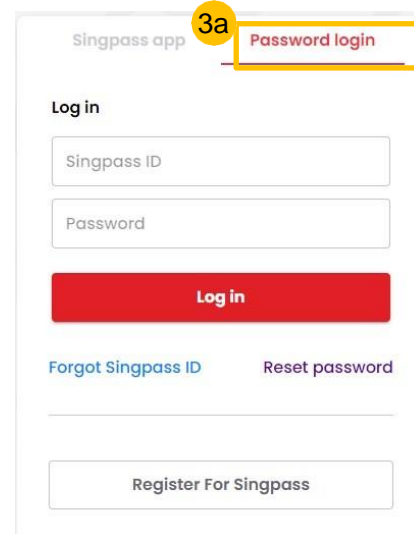 3a
Singpass app Password login
Log in
Singpass ID
Password
Log in
Forgot Singpass ID Reset password
Register For Singpass